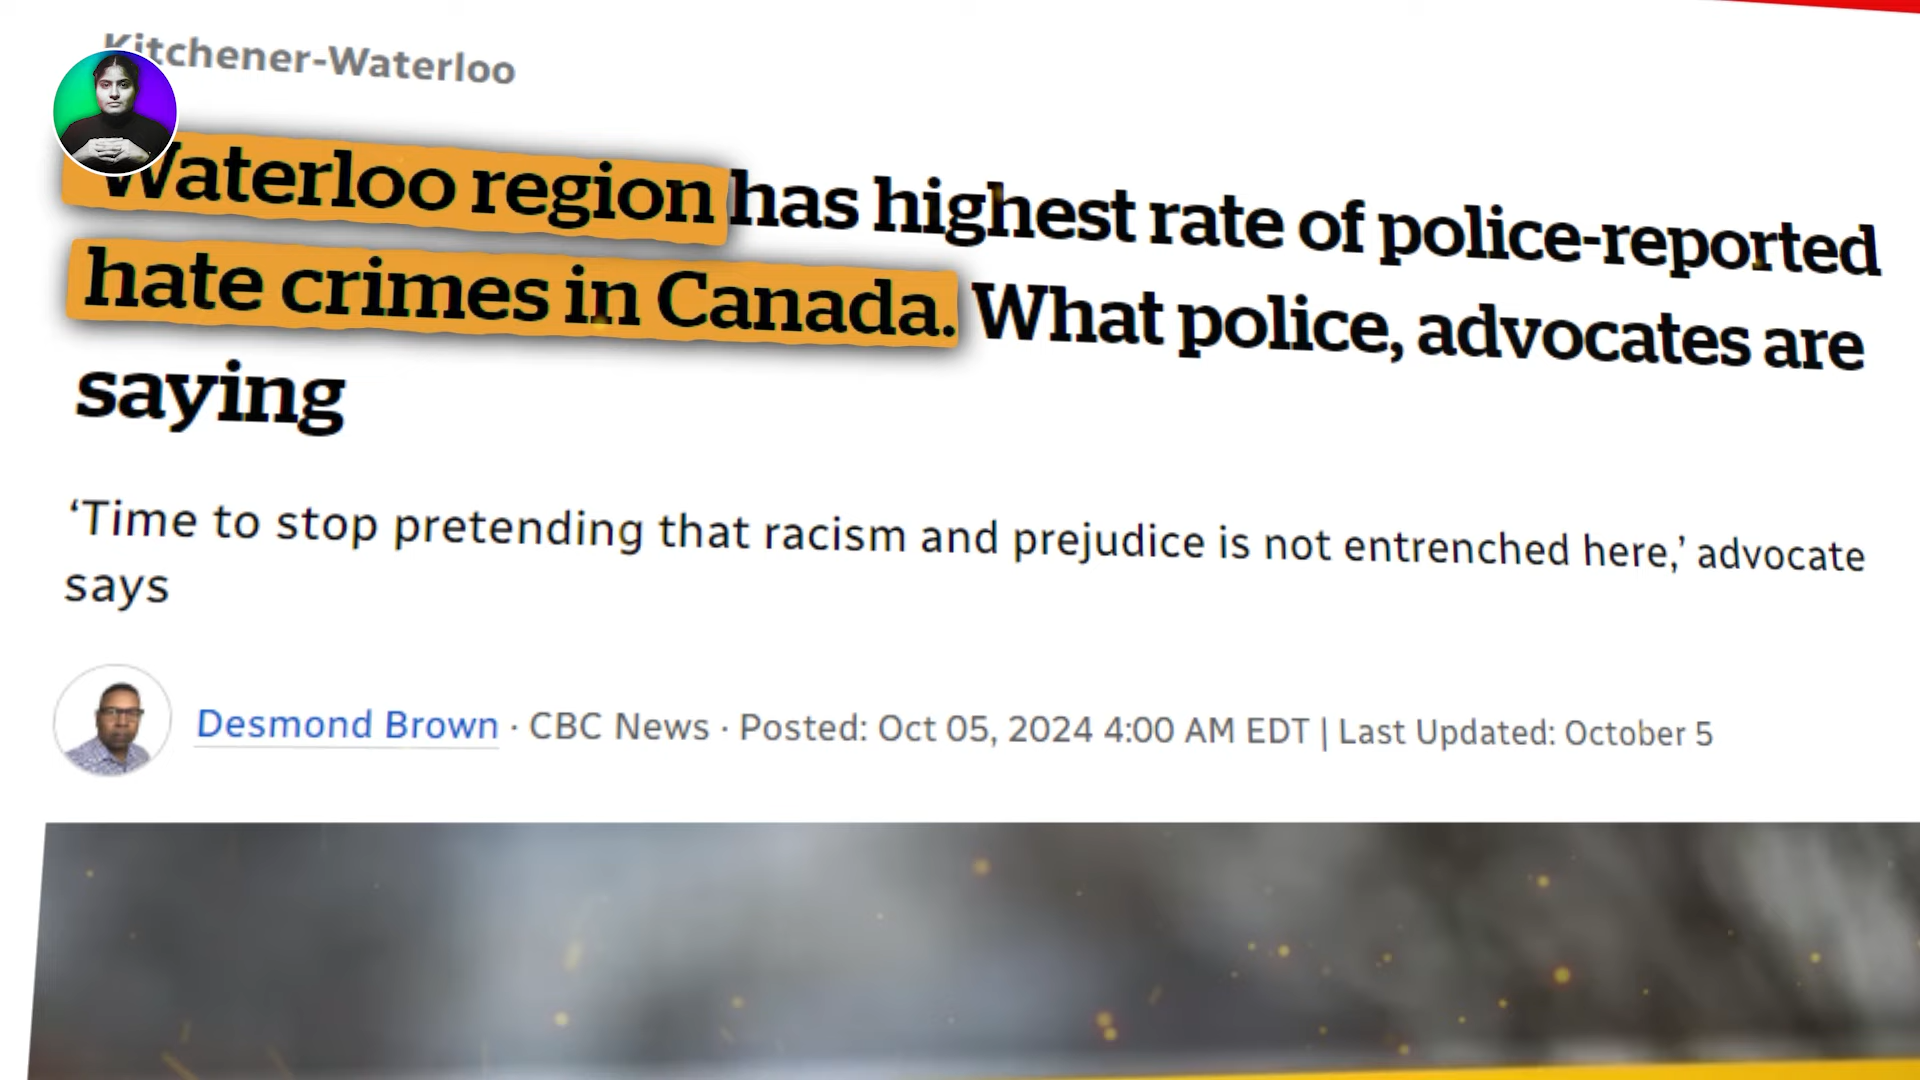 Kitchener-Waterloo
Waterloo region has highest rate of police-reported
hate crimes in Canada. What police, advocates are
saying
‘Time to stop pretending that racism and prejudice is not entrenched here,’ advocate
says
Desmond Brown · CBC News · Posted: Oct 05, 2024 4:00 AM EDT | Last Updated: October 5